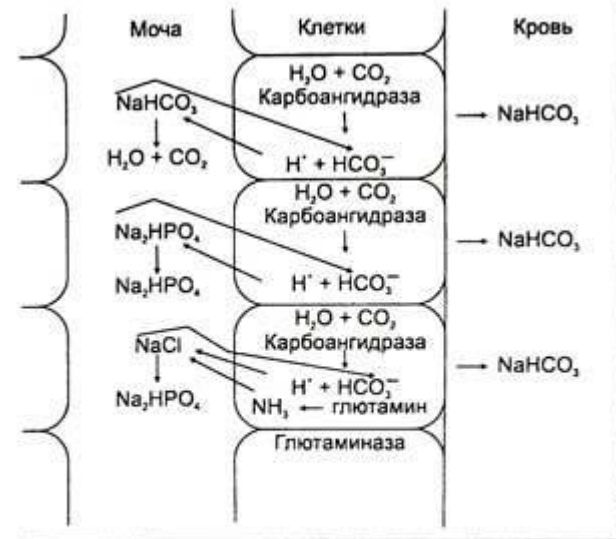 Моча Клетки Кровь
H₂O + CO₂
NaHCO₃ Карбоангидраза NaHCO₃
H₂O + CO₂ H⁺ + HCO₃⁻
H₂O + CO₂
Na₂HPO₄ Карбоангидраза NaHCO₃
Na₂HPO₄ H⁺ + HCO₃⁻
H₂O + CO₂
NaCl Карбоангидраза NaHCO₃
H⁺ + HCO₃⁻
Na₂HPO₄ NH₃ ← глютамин
Глютаминаза